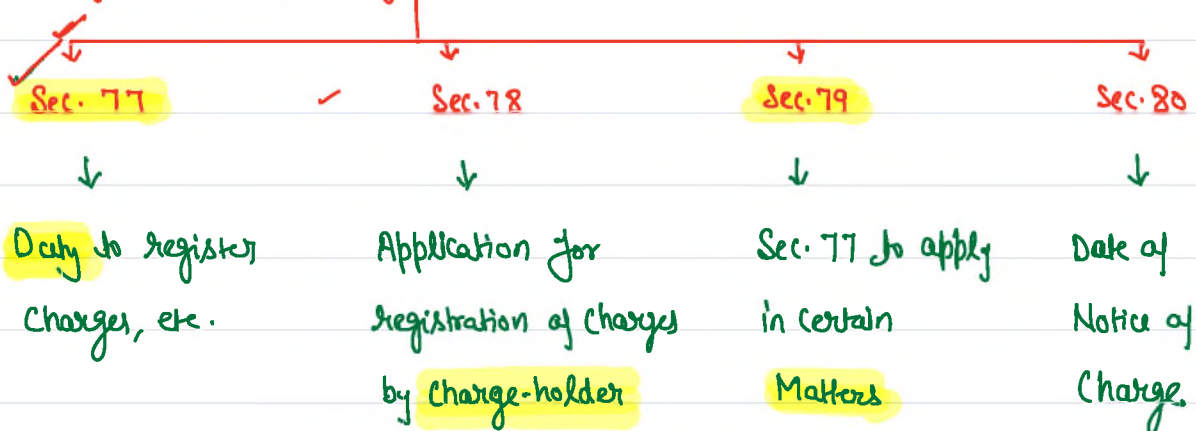 Sec. 77 Sec. 78 Sec. 79 Sec. 80
Duty to register Application for Sec. 77 to apply Date of
Charges, etc. registration of charges in certain Notice of
by Charge-holder Matters Charge.